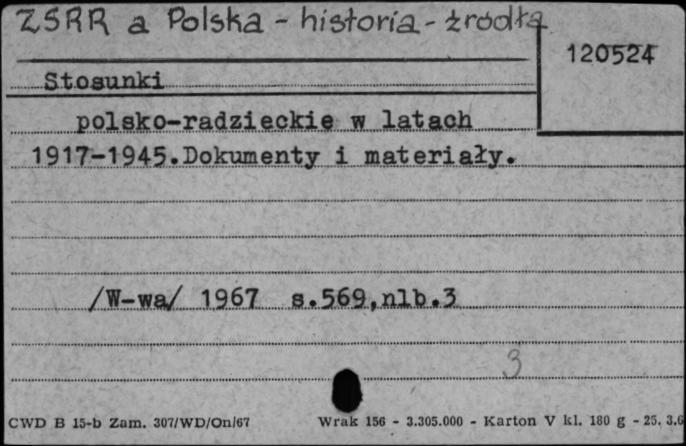 ZSRR a Polska - historia - źródła
120524
Stosunki
polsko-radzieckie w latach
1917-1945.Dokumenty i materiały.
/W-wa/ 1967 s.569,nlb.3
3
CWD B 15-b Zam. 307/WD/On/67 Wrak 156 - 3.305.000 - Karton V kl. 180 g - 25. 3.6